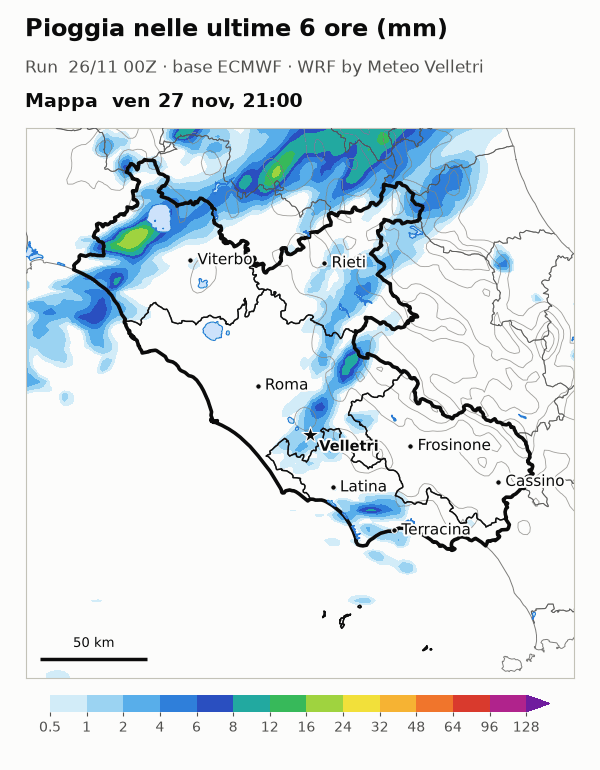 Pioggia nelle ultime 6 ore (mm)
Run 26/11 00Z · base ECMWF · WRF by Meteo Velletri
Mappa ven 27 nov, 21:00
Viterbo
Rieti
Roma
Velletri
Frosinone
Latina
Cassino
Terracina
50 km
0.5 1 2 4 6 8 12 16 24 32 48 64 96 128